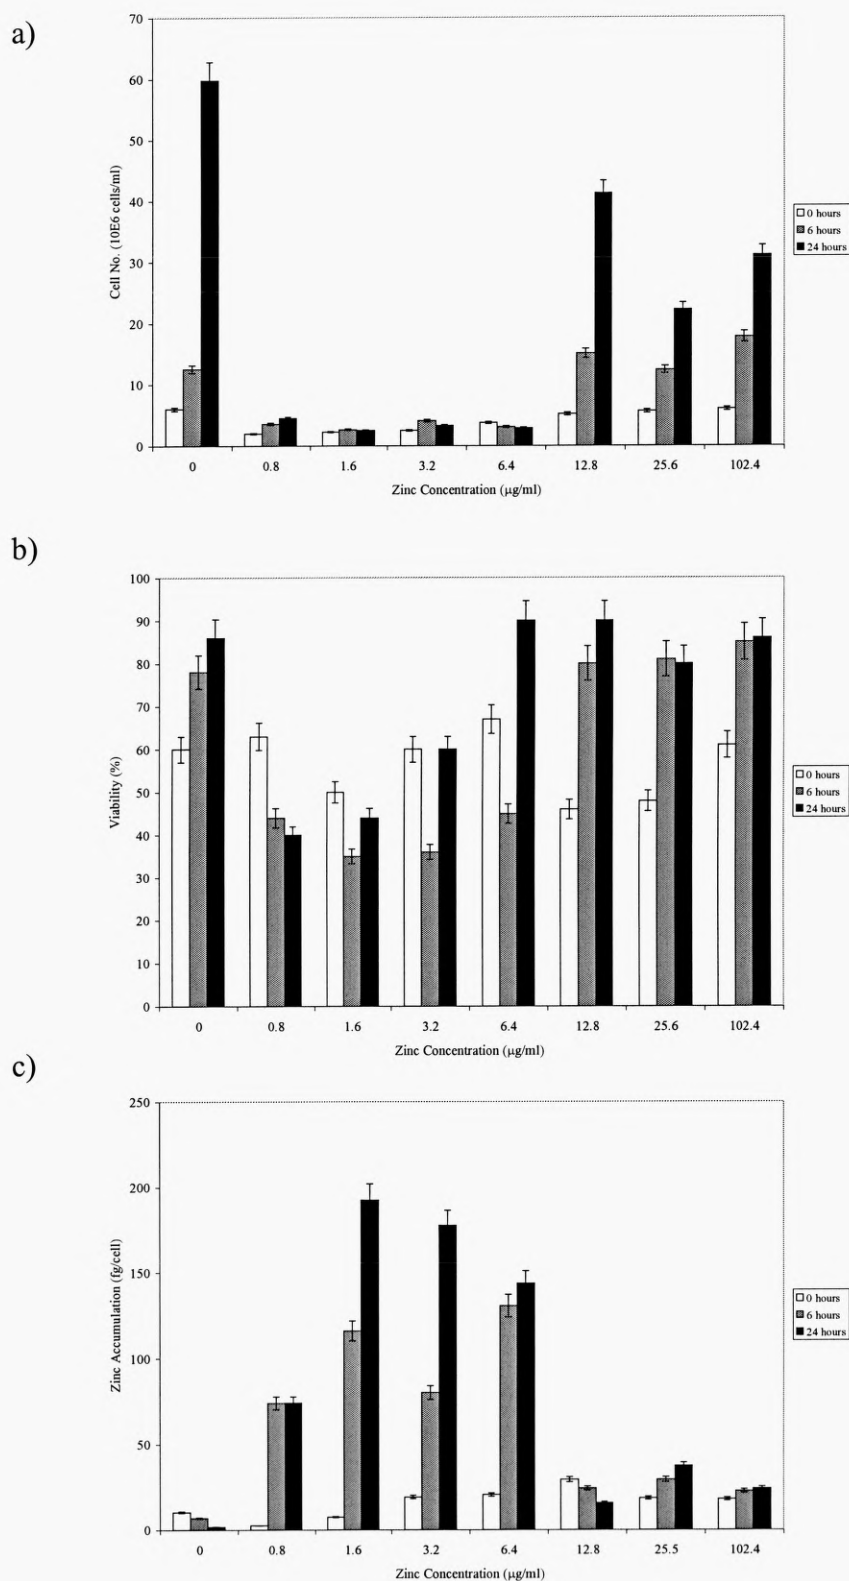 a)
70
60
50
40
30
20
10
0
Cell No. (10E6 cells/ml)
0 0.8 1.6 3.2 6.4 12.8 25.6 102.4
Zinc Concentration (µg/ml)
0 hours
6 hours
24 hours
b)
100
90
80
70
60
50
40
30
20
10
0
Viability (%)
0 0.8 1.6 3.2 6.4 12.8 25.6 102.4
Zinc Concentration (µg/ml)
0 hours
6 hours
24 hours
c)
250
200
150
100
50
0
Zinc Accumulation (fg/cell)
0 0.8 1.6 3.2 6.4 12.8 25.5 102.4
Zinc Concentration (µg/ml)
0 hours
6 hours
24 hours